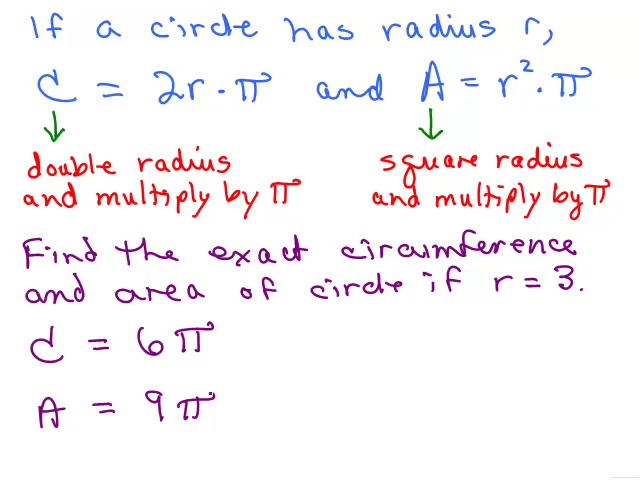 If a circle has radius r,
C = 2r · π and A = r² · π
double radius
and multiply by π
square radius
and multiply by π
Find the exact circumference
and area of circle if r = 3.
C = 6π
A = 9π